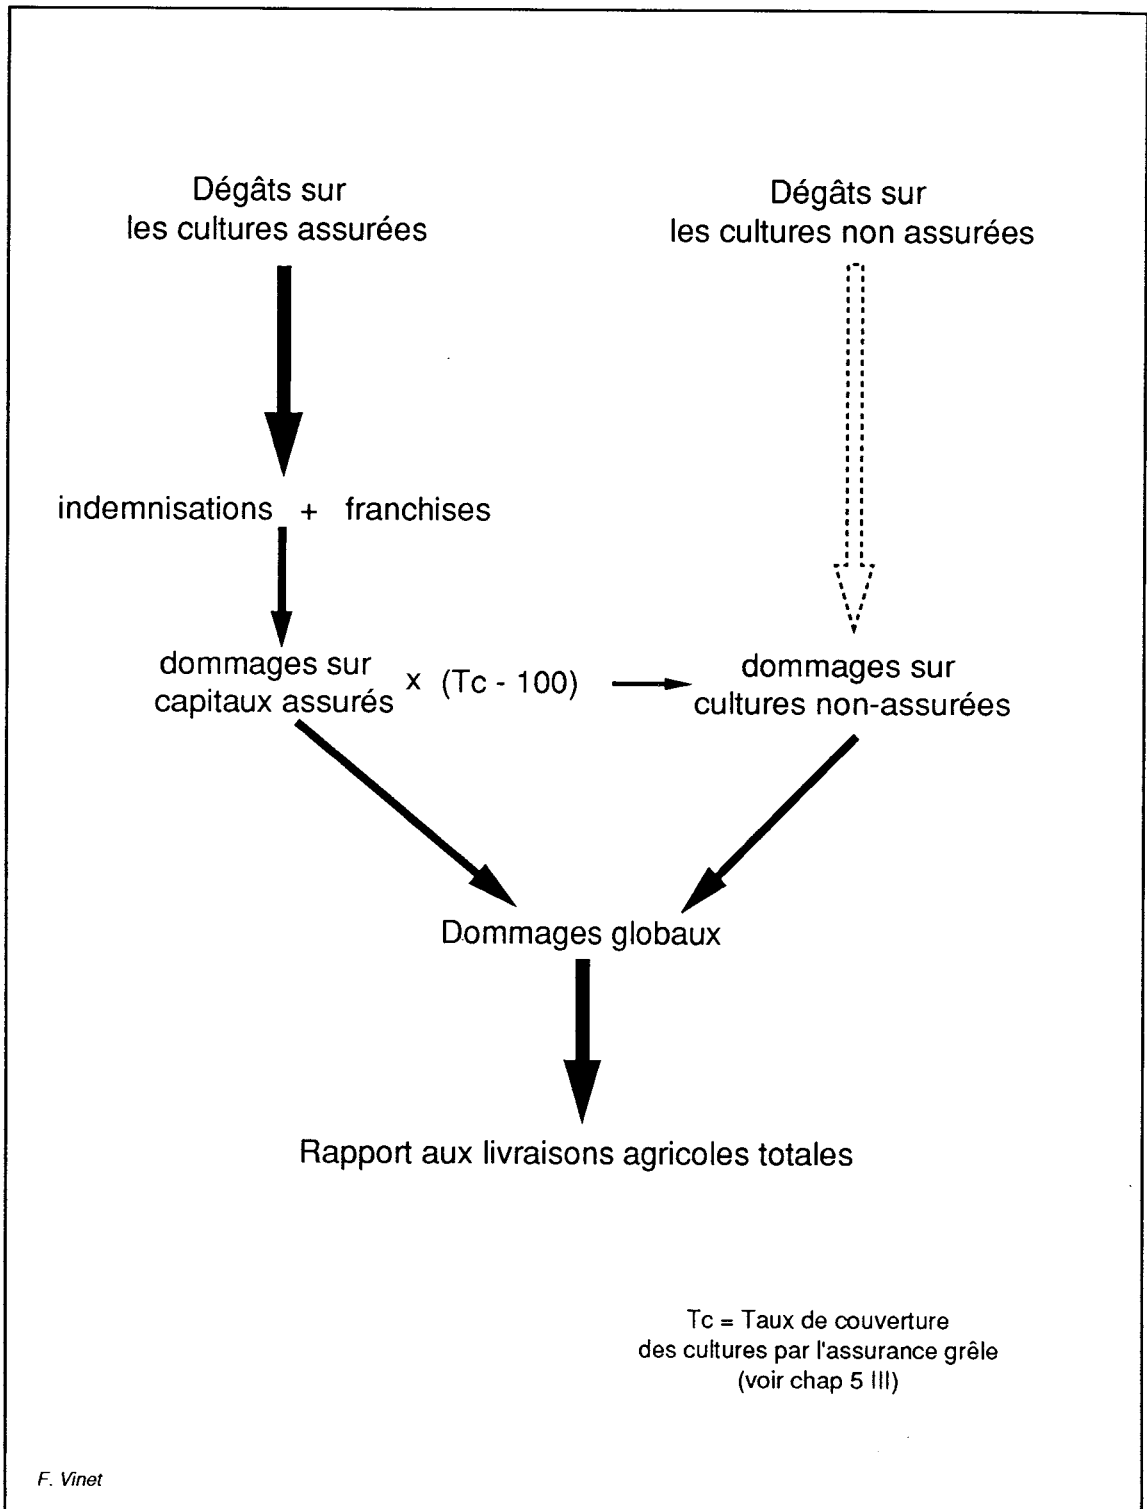 Dégâts sur
les cultures assurées
Dégâts sur
les cultures non assurées
indemnisations + franchises
dommages sur
capitaux assurés
x (Tc - 100)
dommages sur
cultures non-assurées
Dommages globaux
Rapport aux livraisons agricoles totales
Tc = Taux de couverture
des cultures par l'assurance grêle
(voir chap 5 III)
F. Vinet